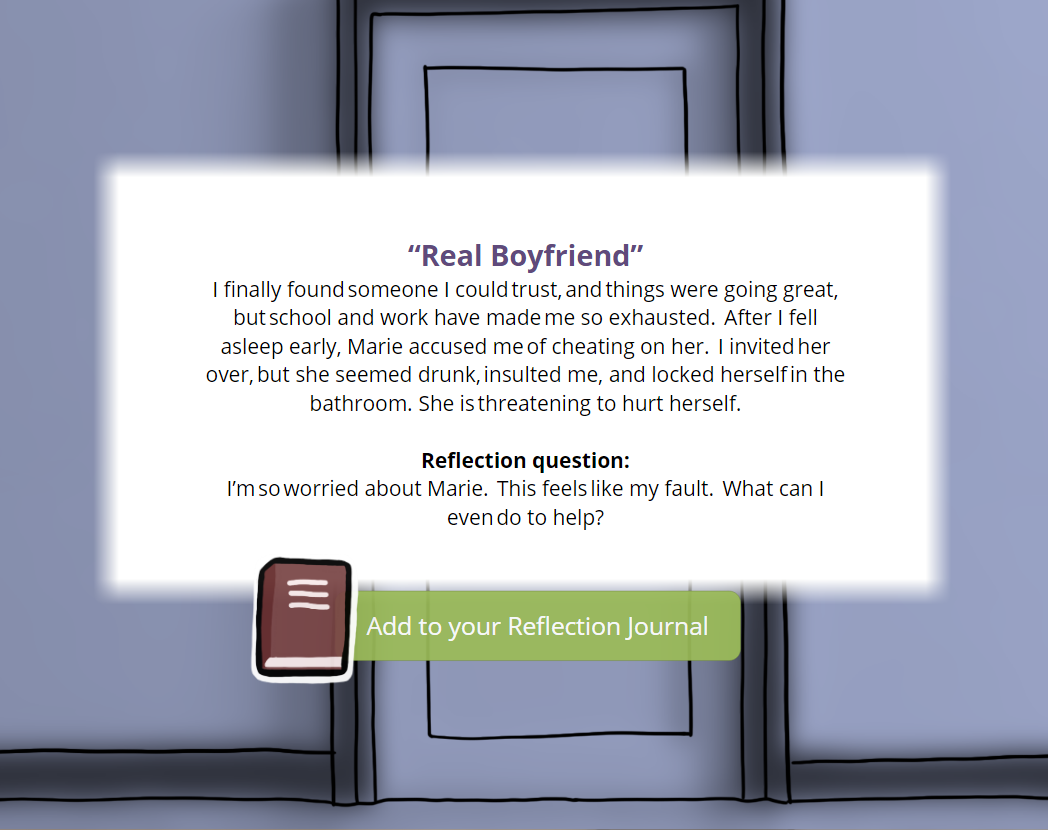 “Real Boyfriend”
I finally found someone I could trust, and things were going great,
but school and work have made me so exhausted. After I fell
asleep early, Marie accused me of cheating on her. I invited her
over, but she seemed drunk, insulted me, and locked herself in the
bathroom. She is threatening to hurt herself.
Reflection question:
I’m so worried about Marie. This feels like my fault. What can I
even do to help?
Add to your Reflection Journal